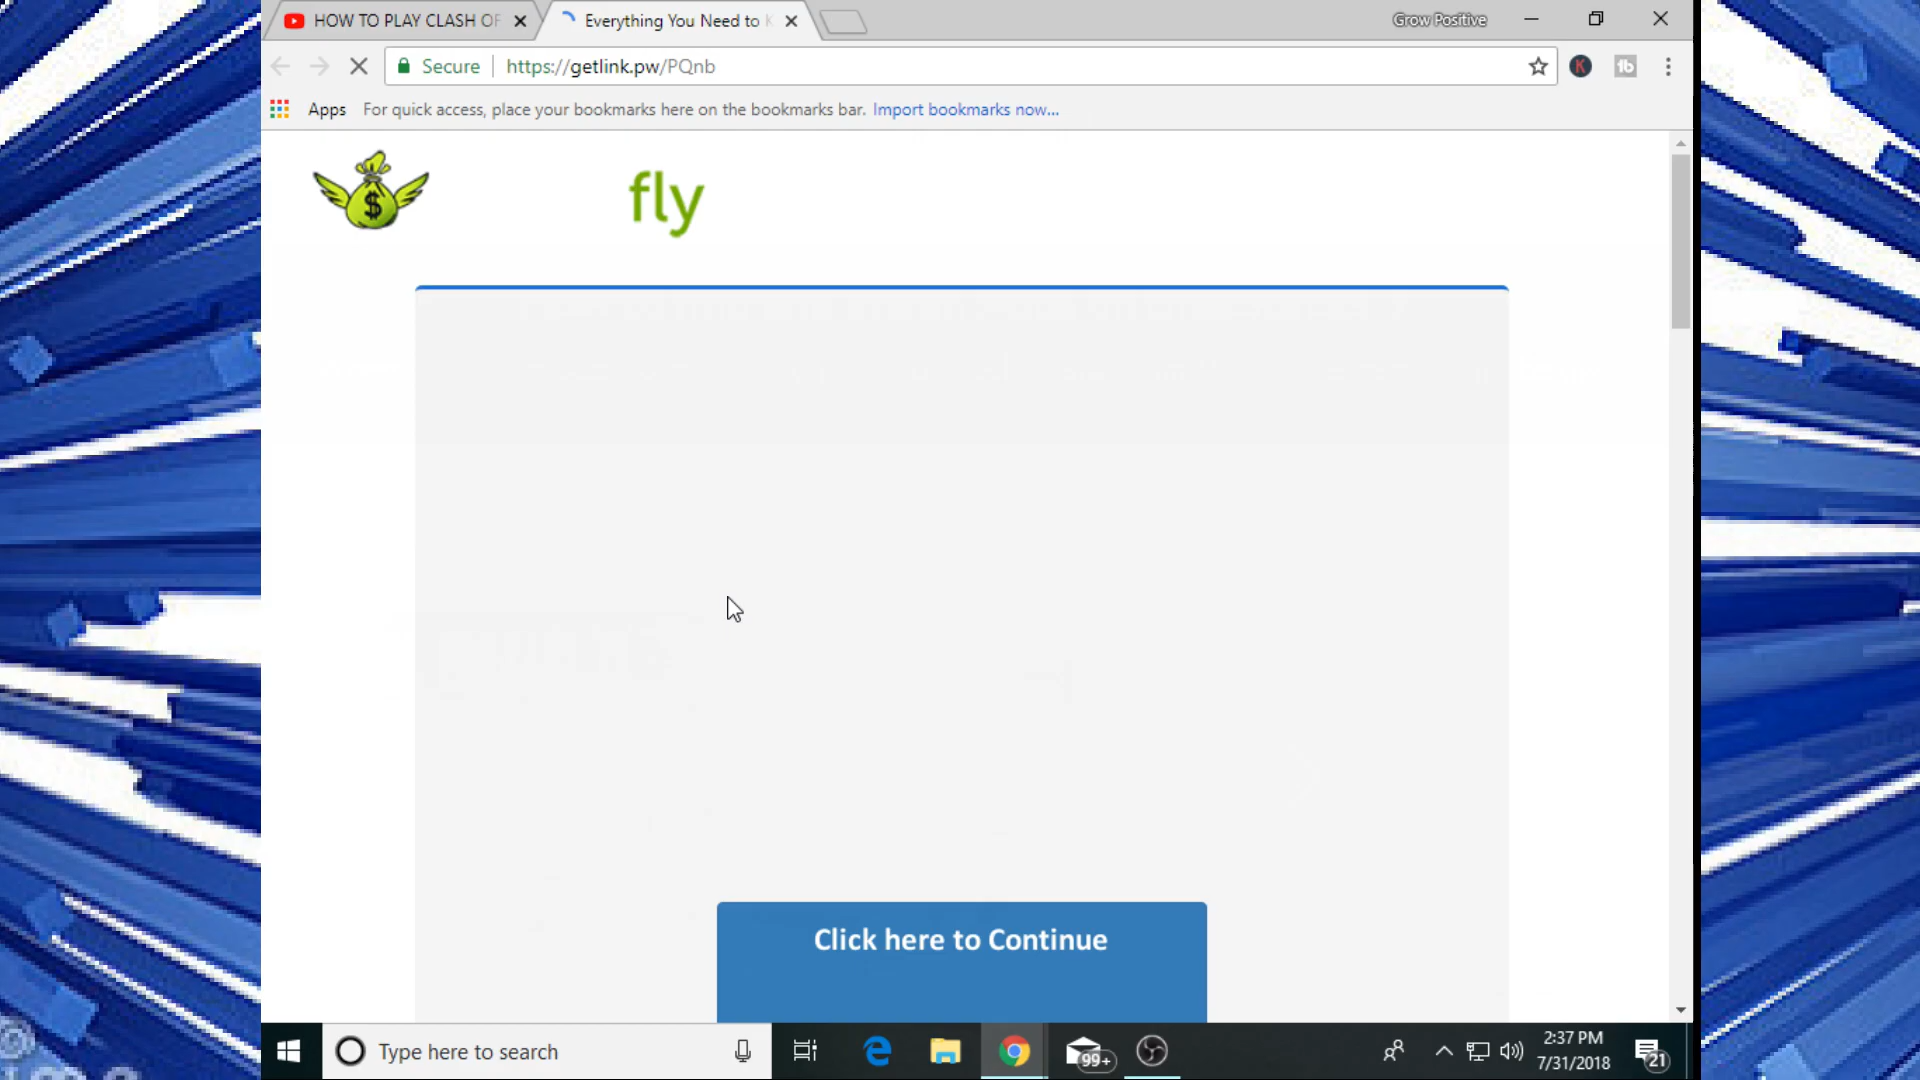 HOW TO PLAY CLASH OF
Everything You Need to K
Grow Positive
Secure
https://getlink.pw/PQnb
K
tb
Apps
For quick access, place your bookmarks here on the bookmarks bar. Import bookmarks now...
$
fly
Click here to Continue
Type here to search
99+
2:37 PM
7/31/2018
21